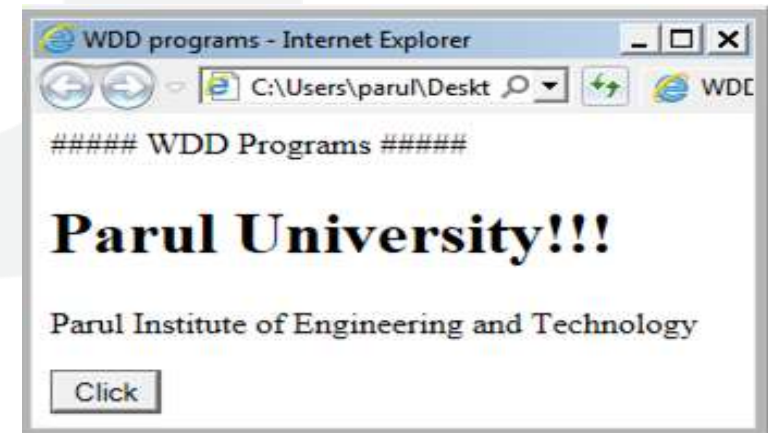 WDD programs - Internet Explorer
C:\Users\parul\Deskt WDD
##### WDD Programs #####
Parul University!!!
Parul Institute of Engineering and Technology
Click